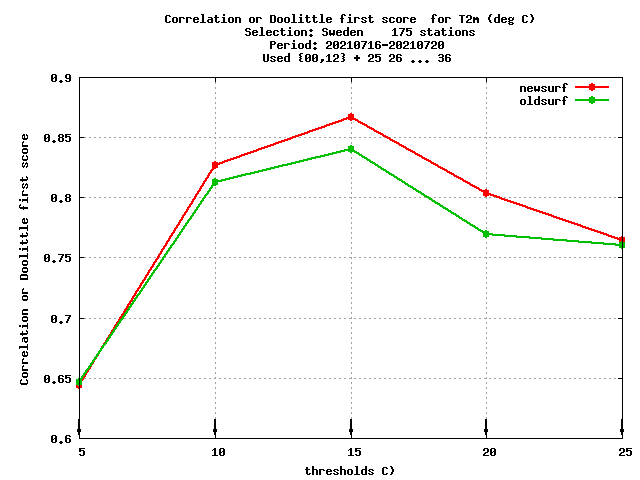 Correlation or Doolittle first score  for T2m (deg C)
Selection: Sweden    175 stations
Period: 20210716-20210720
Used {00,12} + 25 26 ... 36
newsurf
oldsurf
Correlation or Doolittle first score
0.9
0.85
0.8
0.75
0.7
0.65
0.6
5 10 15 20 25
thresholds C)